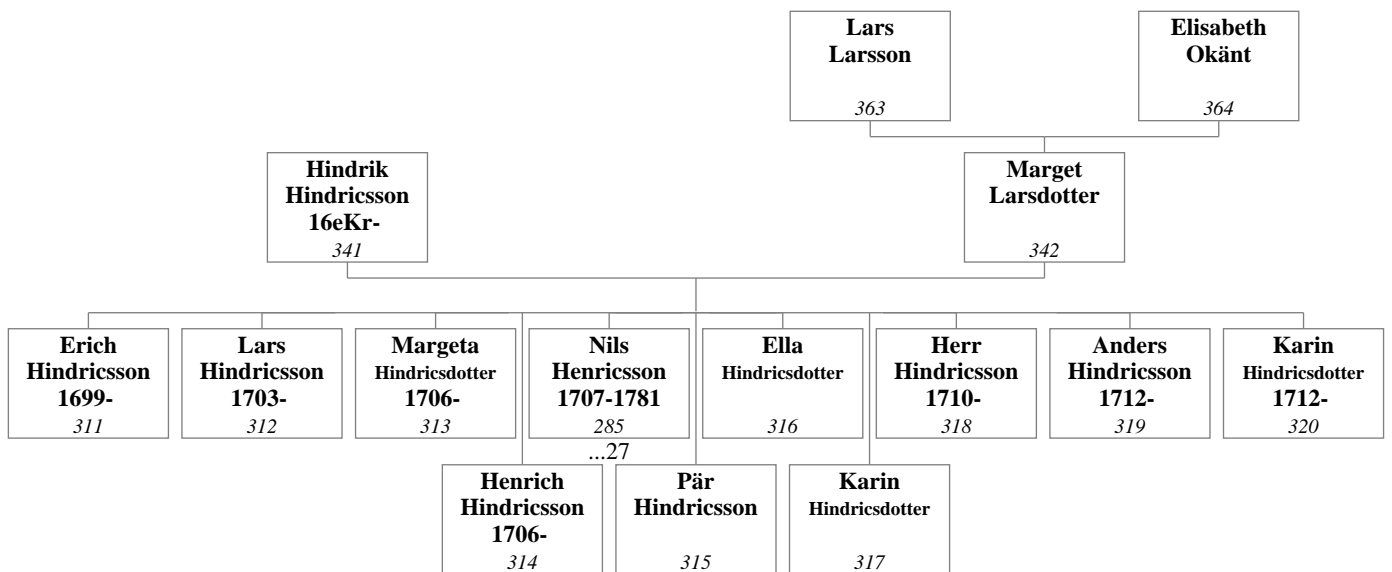 Lars
Larsson
363
Elisabeth
Okänt
364
Hindrik
Hindricsson
16eKr-
341
Marget
Larsdotter
342
Erich
Hindricsson
1699-
311
Lars
Hindricsson
1703-
312
Margeta
Hindricsdotter
1706-
313
Nils
Henricsson
1707-1781
285
...27
Ella
Hindricsdotter
316
Herr
Hindricsson
1710-
318
Anders
Hindricsson
1712-
319
Karin
Hindricsdotter
1712-
320
Henrich
Hindricsson
1706-
314
Pär
Hindricsson
315
Karin
Hindricsdotter
317